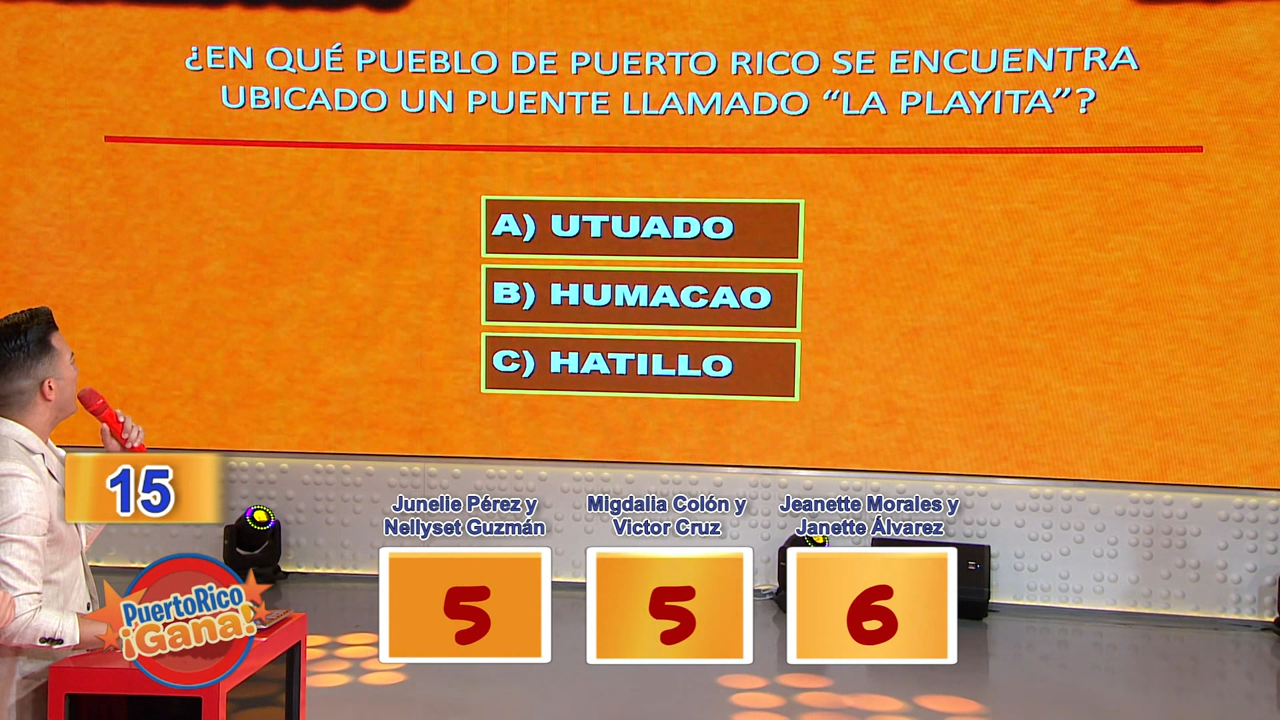 ¿EN QUÉ PUEBLO DE PUERTO RICO SE ENCUENTRA
UBICADO UN PUENTE LLAMADO “LA PLAYITA”?
A) UTUADO
B) HUMACAO
C) HATILLO
15
Junelie Pérez y
Nellyset Guzmán
5
Migdalia Colón y
Victor Cruz
5
Jeanette Morales y
Janette Álvarez
6
PuertoRico
¡Gana!